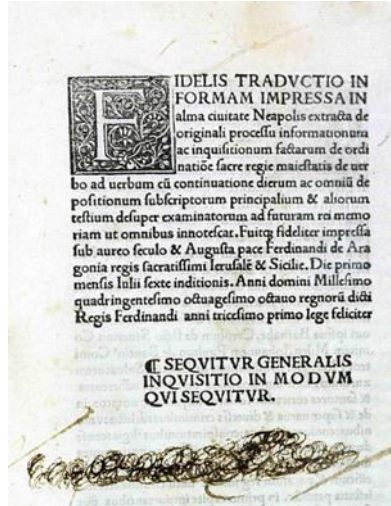 FIDELIS TRADVCTIO IN
FORMAM IMPRESSA IN
alma ciuitate Neapolis extracta de
originali processu informationum
ac inquisitionum factarum de ordi
natiōe sacre regie maiestatis de uer
bo ad uerbum cū continuatione dierum ac omniū de
positionum subscriptorum principalium & aliorum
testium desuper examinatorum ad futuram rei memo
riam ut omnibus innotescat. Fuitq; fideliter impressa
sub aureo seculo & Augusta pace Ferdinandi de Ara
gonia regis sacratissimi Ierusalē & Sicilie. Die primo
mensis Iulii sexte inditionis. Anni domini Millesimo
quadringentesimo octuagesimo octauo regnorū dicti
Regis Ferdinandi anni tricesimo primo lege feliciter
⁋ SEQVITVR GENERALIS
INQVISITIO IN MODVM
QVI SEQVITVR.